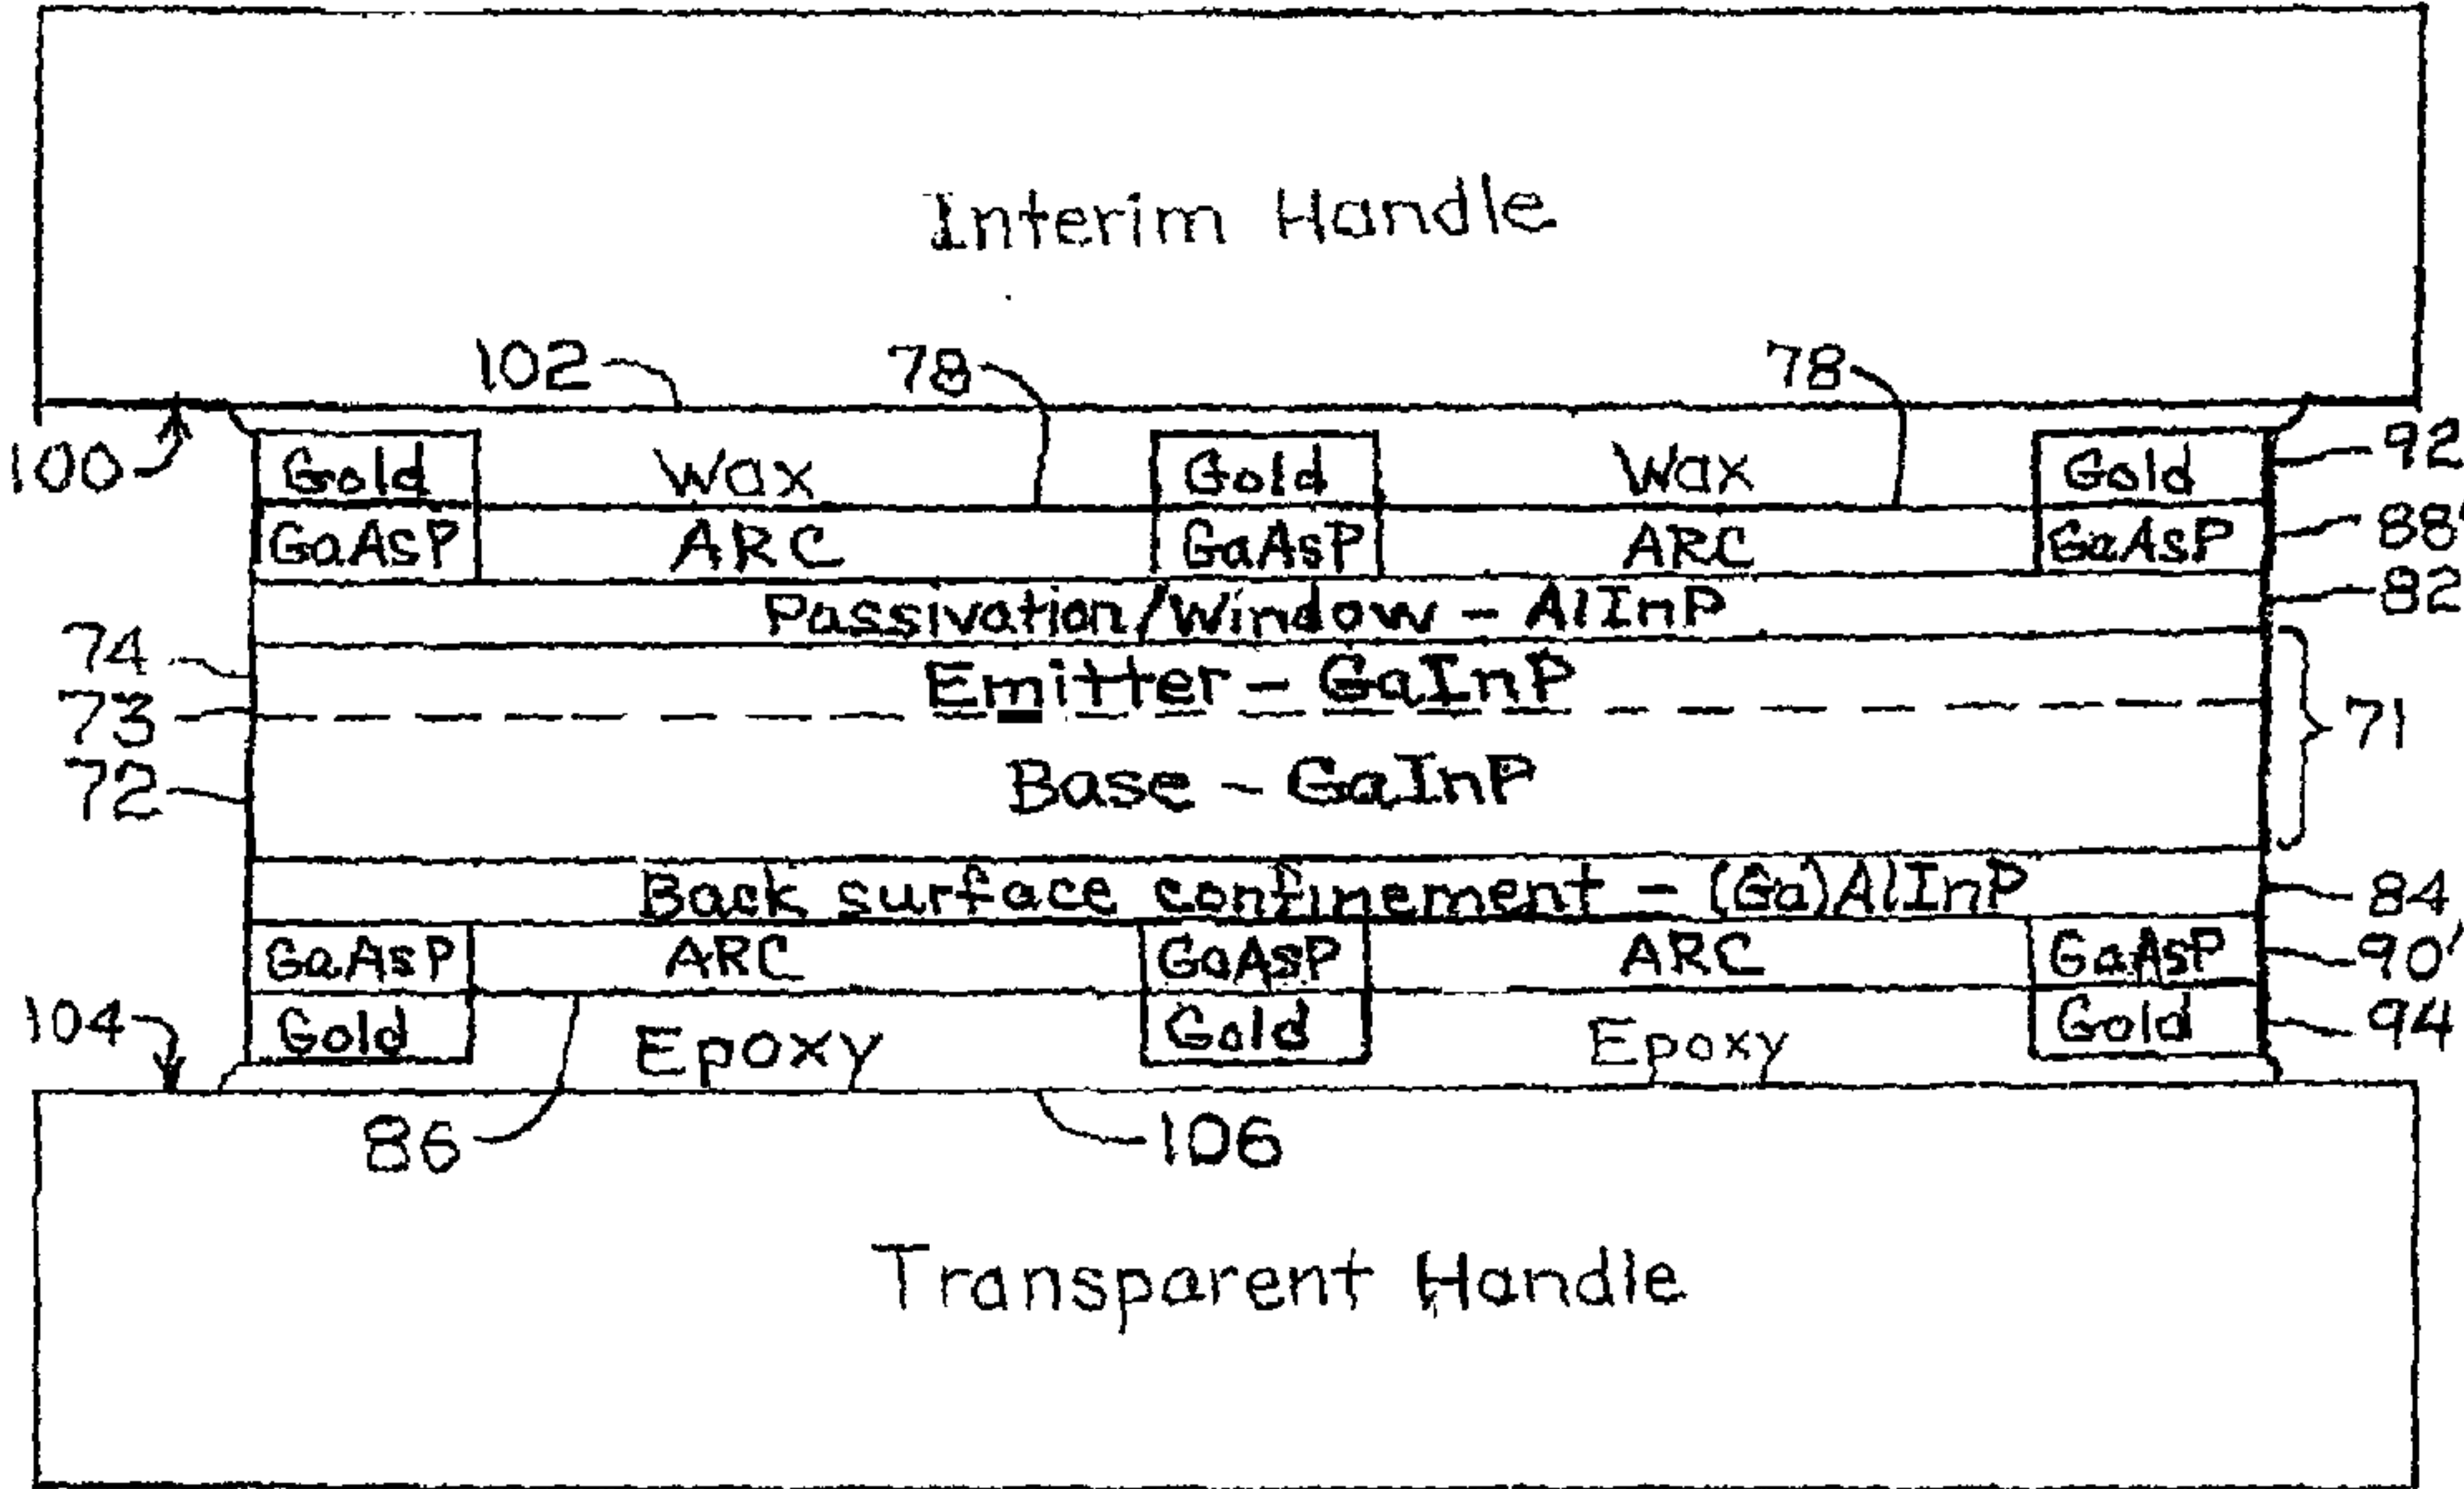 Interim Handle
102 78 78
100 Gold Wax Gold Wax Gold 92
GaAsP ARC GaAsP ARC GaAsP 88'
Passivation/Window - AlInP 82
74 Emitter - GaInP
73 71
72 Base - GaInP
Back surface confinement - (Ga)AlInP 84
GaAsP ARC GaAsP ARC GaAsP 90'
104 Gold Epoxy Gold Epoxy Gold 94
86 106
Transparent Handle